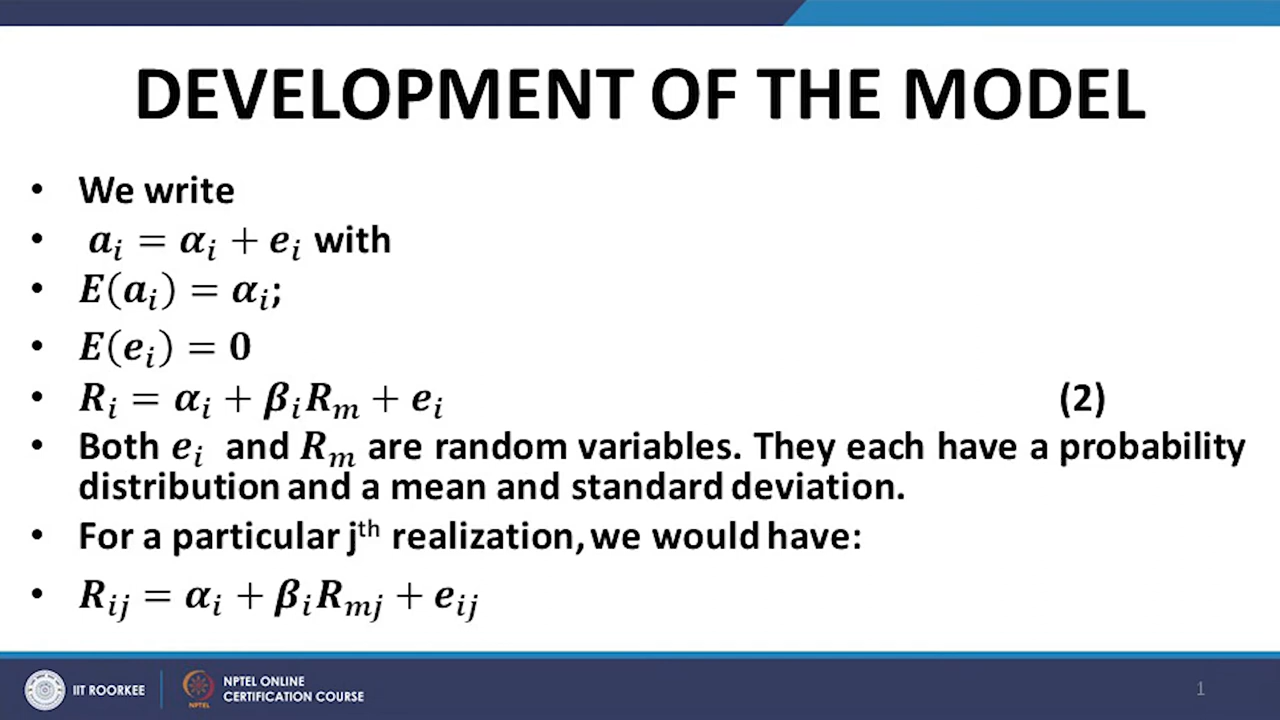 DEVELOPMENT OF THE MODEL
• We write
• aᵢ = αᵢ + eᵢ with
• E(aᵢ) = αᵢ;
• E(eᵢ) = 0
• Rᵢ = αᵢ + βᵢRₘ + eᵢ (2)
• Both eᵢ and Rₘ are random variables. They each have a probability
distribution and a mean and standard deviation.
• For a particular jᵗʰ realization, we would have:
• Rᵢⱼ = αᵢ + βᵢRₘⱼ + eᵢⱼ
IIT ROORKEE
NPTEL
NPTEL ONLINE
CERTIFICATION COURSE
1